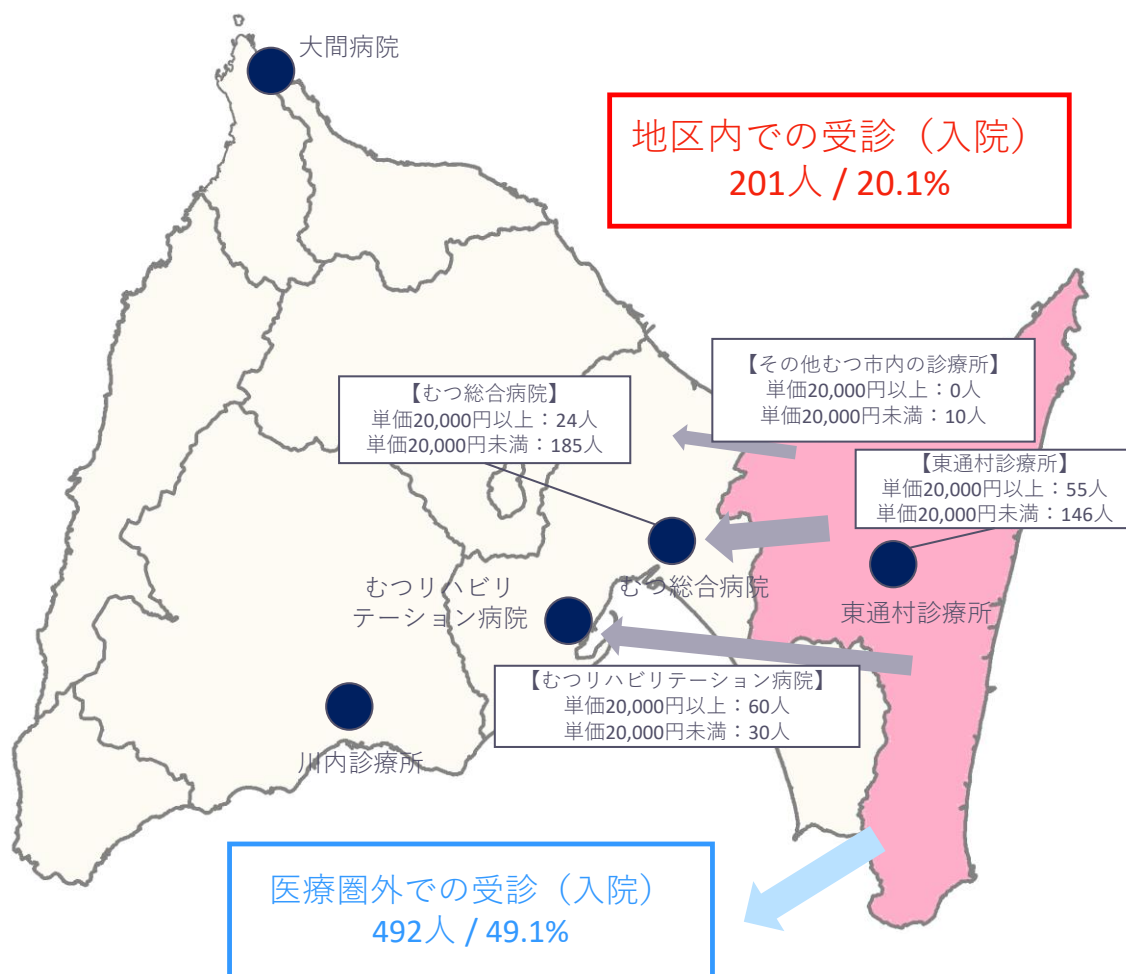 大間病院
地区内での受診（入院）
201人 / 20.1%
【その他むつ市内の診療所】
単価20,000円以上：0人
単価20,000円未満：10人
【むつ総合病院】
単価20,000円以上：24人
単価20,000円未満：185人
【東通村診療所】
単価20,000円以上：55人
単価20,000円未満：146人
むつリハビリ
テーション病院
むつ総合病院
東通村診療所
【むつリハビリテーション病院】
単価20,000円以上：60人
単価20,000円未満：30人
川内診療所
医療圏外での受診（入院）
492人 / 49.1%